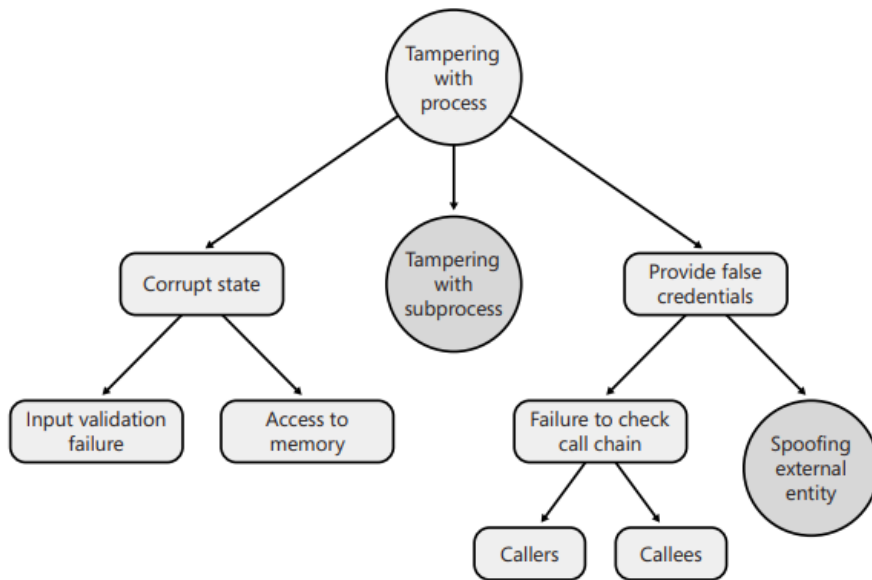 Tampering
with
process
Corrupt state
Tampering
with
subprocess
Provide false
credentials
Input validation
failure
Access to
memory
Failure to check
call chain
Spoofing
external
entity
Callers
Callees